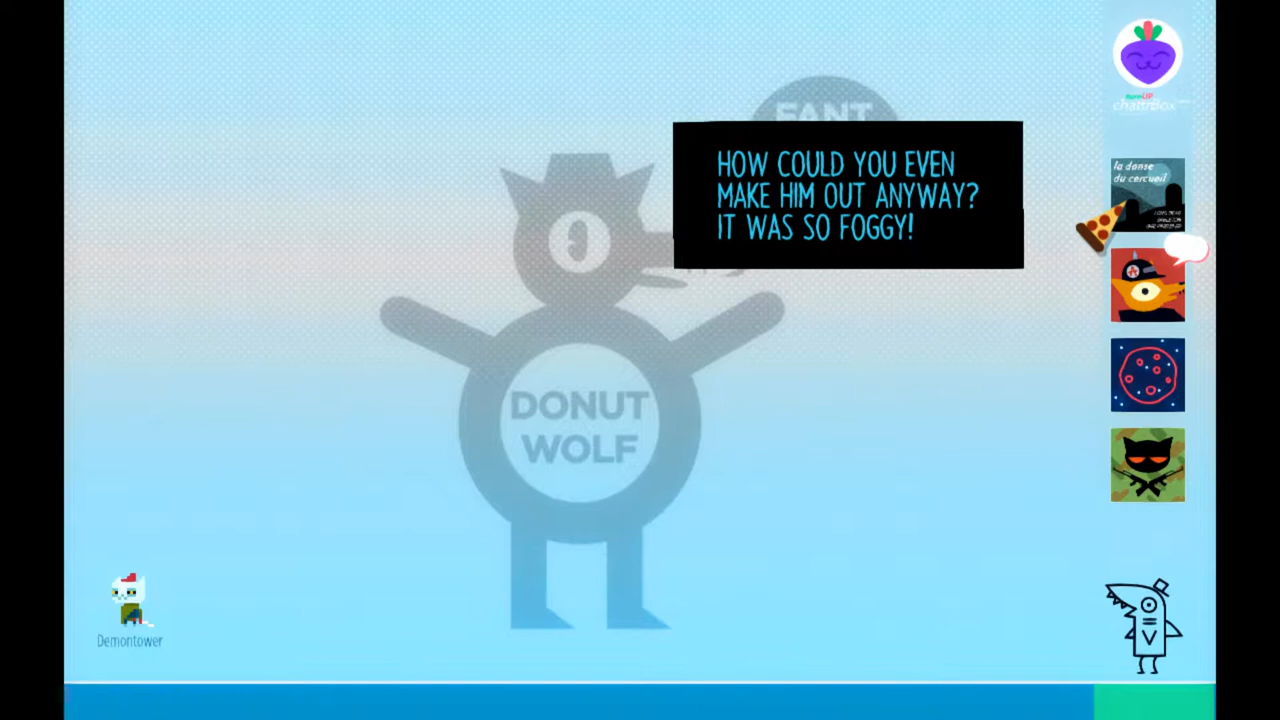 FANT
HOW COULD YOU EVEN
MAKE HIM OUT ANYWAY?
IT WAS SO FOGGY!
chattrBox
la danse
du cercueil
DONUT
WOLF
Demontower